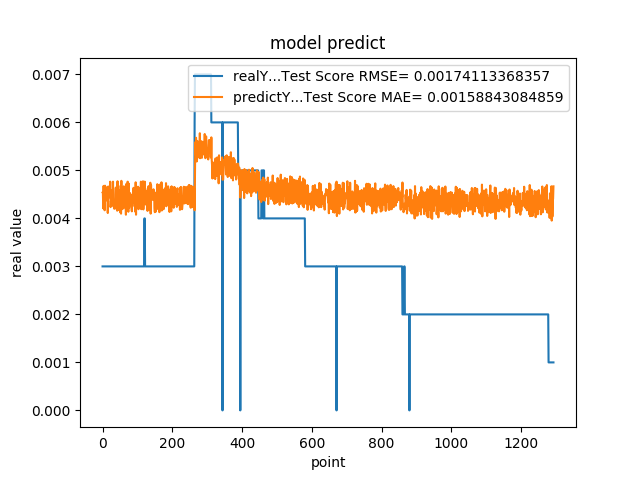 model predict
realY...Test Score RMSE= 0.00174113368357
predictY...Test Score MAE= 0.00158843084859
0.007
0.006
0.005
0.004
0.003
0.002
0.001
0.000
real value
0 200 400 600 800 1000 1200
point